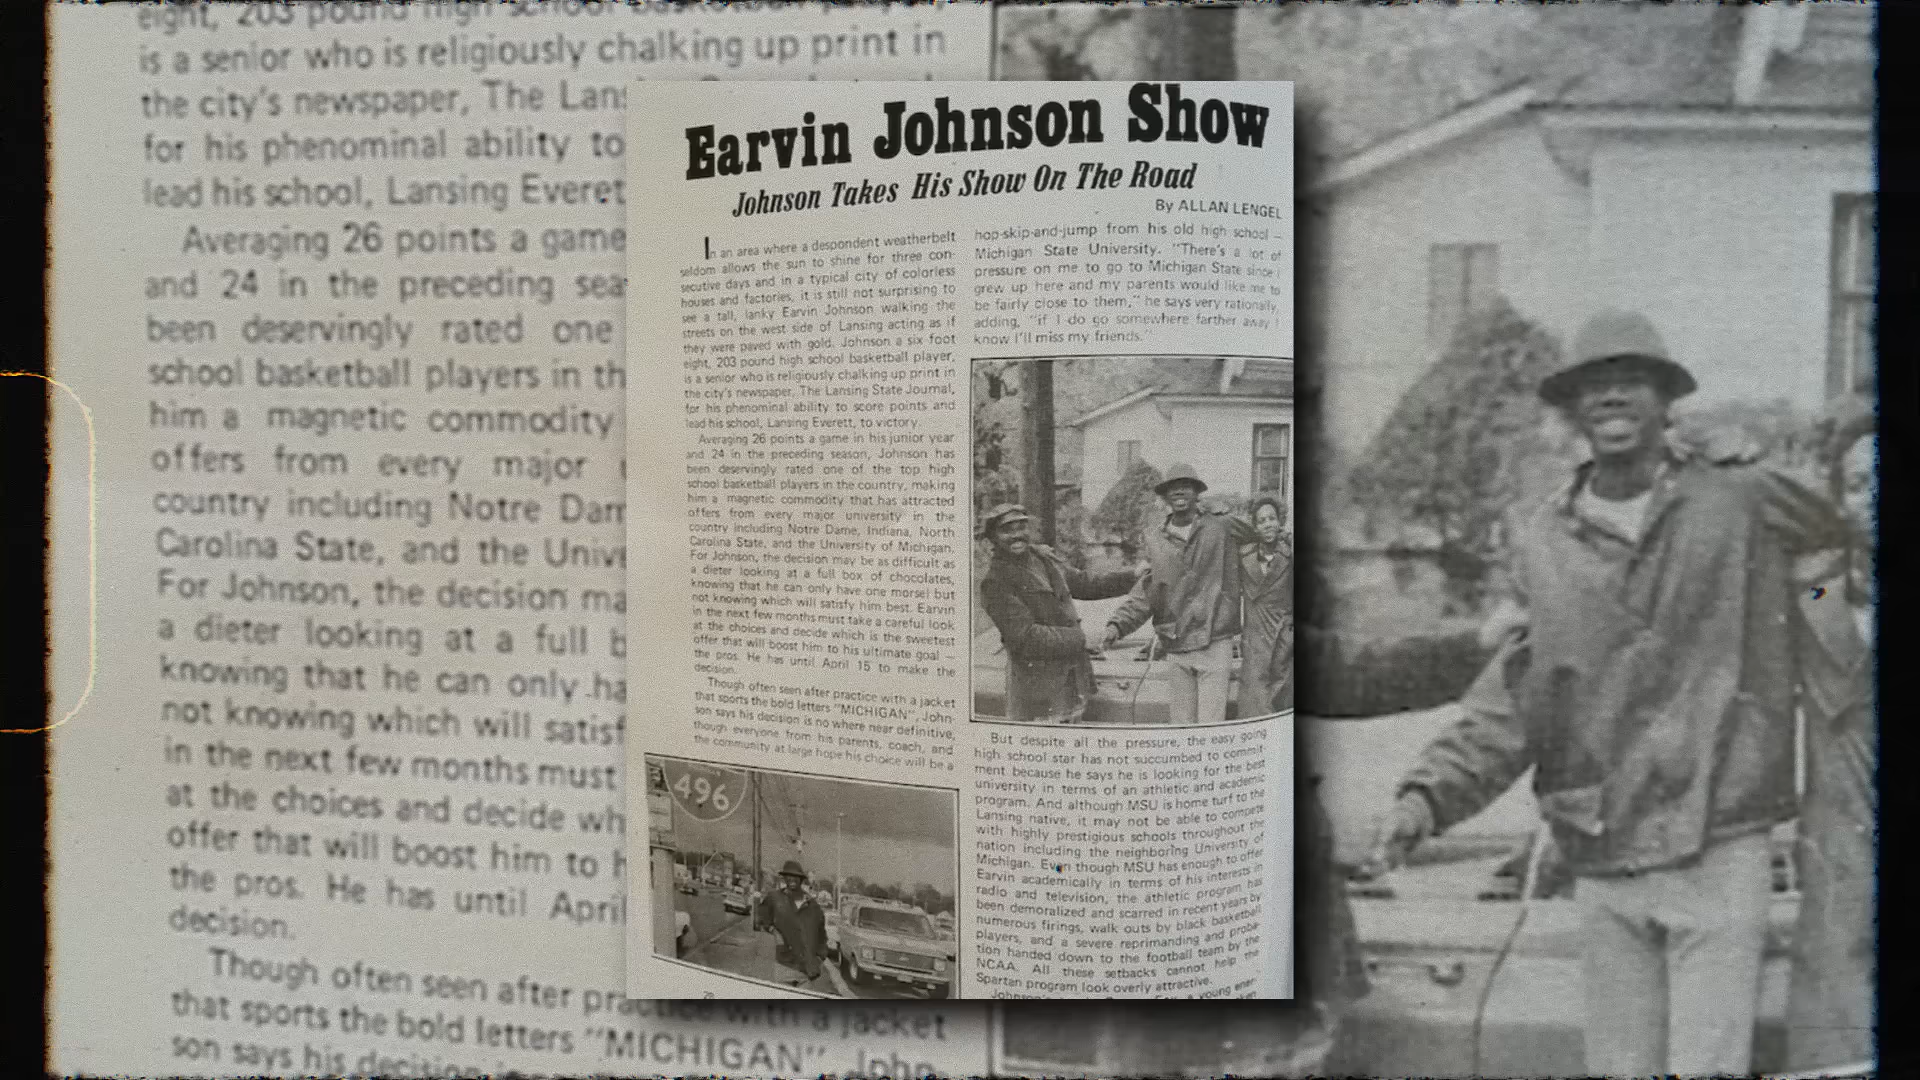 eight, 203 pound high school basketball player,
is a senior who is religiously chalking up print in
the city's newspaper, The Lans
for his phenominal ability to
lead his school, Lansing Everet
Averaging 26 points a game
and 24 in the preceding sea
been deservingly rated one
school basketball players in th
him a magnetic commodity
offers from every major
country including Notre Dam
Carolina State, and the Unive
For Johnson, the decision ma
a dieter looking at a full b
knowing that he can only ha
not knowing which will satisf
in the next few months must
at the choices and decide wh
offer that will boost him to h
the pros. He has until April
decision.
Though often seen after practice with a jacket
that sports the bold letters "MICHIGAN", John-
son says his decision
Earvin Johnson Show
Johnson Takes His Show On The Road
By ALLAN LENGEL
In an area where a despondent weatherbelt
seldom allows the sun to shine for three con-
secutive days and in a typical city of colorless
houses and factories, it is still not surprising to
see a tall, lanky Earvin Johnson walking the
streets on the west side of Lansing acting as if
they were paved with gold. Johnson a six foot
eight, 203 pound high school basketball player,
is a senior who is religiously chalking up print in
the city's newspaper, The Lansing State Journal,
for his phenominal ability to score points and
lead his school, Lansing Everett, to victory.
Averaging 26 points a game in his junior year
and 24 in the preceding season, Johnson has
been deservingly rated one of the top high
school basketball players in the country, making
him a magnetic commodity that has attracted
offers from every major university in the
country including Notre Dame, Indiana, North
Carolina State, and the University of Michigan.
For Johnson, the decision may be as difficult as
a dieter looking at a full box of chocolates,
knowing that he can only have one morsel but
not knowing which will satisfy him best. Earvin
in the next few months must take a careful look
at the choices and decide which is the sweetest
offer that will boost him to his ultimate goal —
the pros. He has until April 15 to make the
decision.
Though often seen after practice with a jacket
that sports the bold letters "MICHIGAN", John-
son says his decision is no where near definitive,
though everyone from his parents, coach, and
the community at large hope his choice will be a
496
hop-skip-and-jump from his old high school —
Michigan State University. "There's a lot of
pressure on me to go to Michigan State since I
grew up here and my parents would like me to
be fairly close to them," he says very rationally,
adding, "if I do go somewhere farther away I
know I'll miss my friends."
But despite all the pressure, the easy going
high school star has not succumbed to commit-
ment because he says he is looking for the best
university in terms of an athletic and academic
program. And although MSU is home turf to the
Lansing native, it may not be able to compete
with highly prestigious schools throughout the
nation including the neighboring University of
Michigan. Even though MSU has enough to offer
Earvin academically in terms of his interests in
radio and television, the athletic program has
been demoralized and scarred in recent years by
numerous firings, walk outs by black basketball
players, and a severe reprimanding and proba-
tion handed down to the football team by the
NCAA. All these setbacks cannot help the
Spartan program look overly attractive.
a young ener-